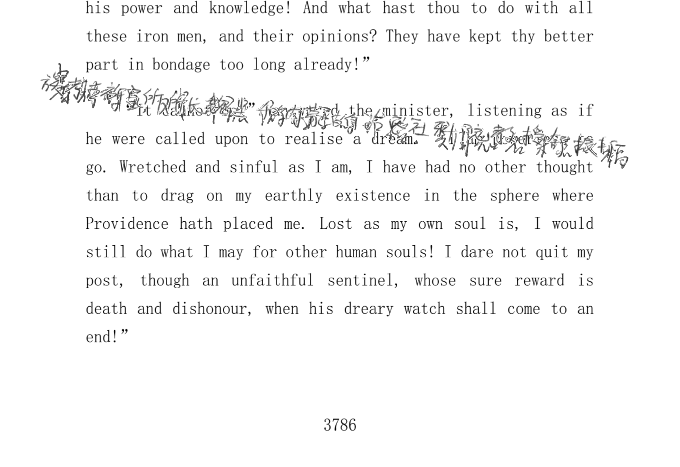 his power and knowledge! And what hast thou to do with all
these iron men, and their opinions? They have kept thy better
part in bondage too long already!”
the minister, listening as if
he were called upon to realise a dream.
go. Wretched and sinful as I am, I have had no other thought
than to drag on my earthly existence in the sphere where
Providence hath placed me. Lost as my own soul is, I would
still do what I may for other human souls! I dare not quit my
post, though an unfaithful sentinel, whose sure reward is
death and dishonour, when his dreary watch shall come to an
end!”
3786